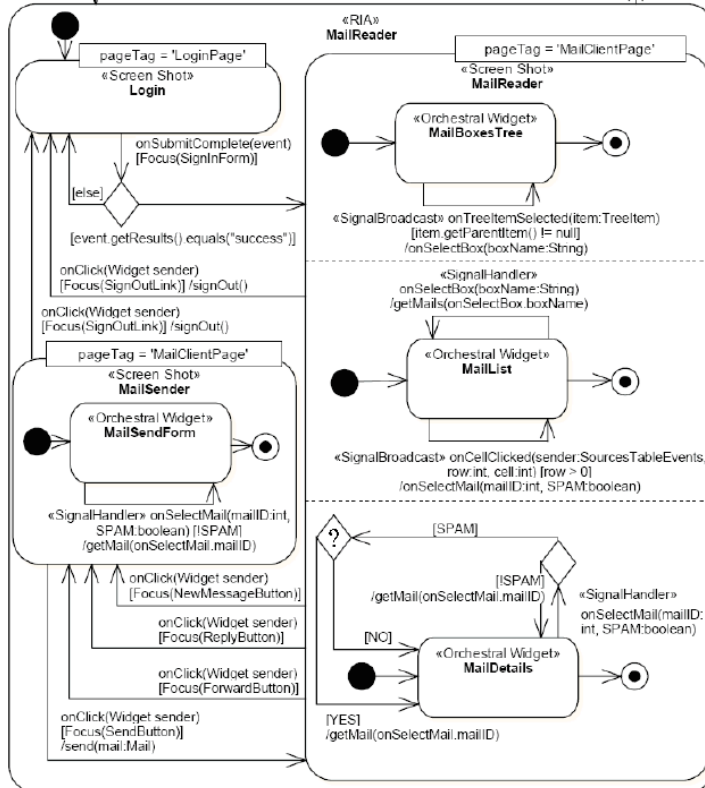 «RIA»
MailReader
pageTag = 'LoginPage'
«Screen Shot»
Login
onSubmitComplete(event)
[Focus(SignInForm)]
[else]
[event.getResults().equals("success")]
onClick(Widget sender)
[Focus(SignOutLink)] /signOut()
onClick(Widget sender)
[Focus(SignOutLink)] /signOut()
pageTag = 'MailClientPage'
«Screen Shot»
MailSender
«Orchestral Widget»
MailSendForm
«SignalHandler» onSelectMail(mailID:int,
SPAM:boolean) [!SPAM]
/getMail(onSelectMail.mailID)
onClick(Widget sender)
[Focus(NewMessageButton)]
onClick(Widget sender)
[Focus(ReplyButton)]
onClick(Widget sender)
[Focus(ForwardButton)]
onClick(Widget sender)
[Focus(SendButton)]
/send(mail:Mail)
pageTag = 'MailClientPage'
«Screen Shot»
MailReader
«Orchestral Widget»
MailBoxesTree
«SignalBroadcast» onTreeItemSelected(item:TreeItem)
[item.getParentItem() != null]
/onSelectBox(boxName:String)
«SignalHandler»
onSelectBox(boxName:String)
/getMails(onSelectBox.boxName)
«Orchestral Widget»
MailList
«SignalBroadcast» onCellClicked(sender:SourcesTableEvents,
row:int, cell:int) [row > 0]
/onSelectMail(mailID:int, SPAM:boolean)
?
[SPAM]
[!SPAM]
/getMail(onSelectMail.mailID)
«SignalHandler»
onSelectMail(mailID:
int, SPAM:boolean)
[NO]
«Orchestral Widget»
MailDetails
[YES]
/getMail(onSelectMail.mailID)